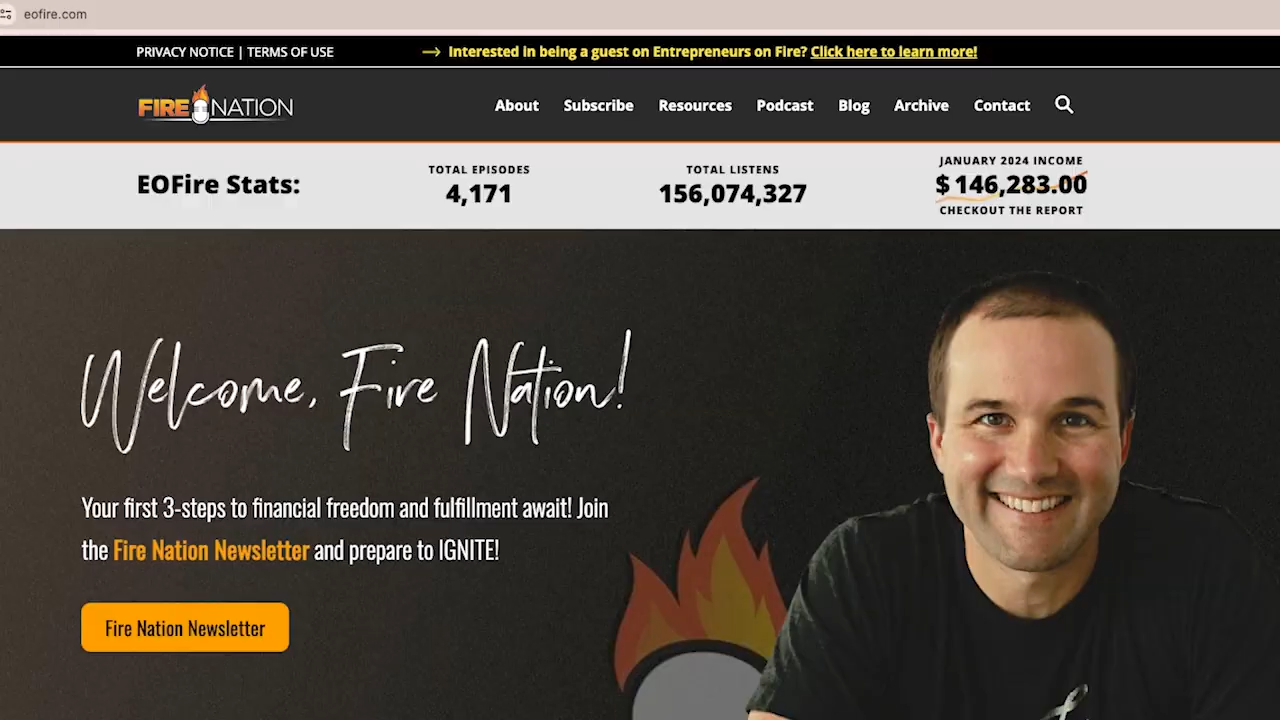 eofire.com
PRIVACY NOTICE | TERMS OF USE
Interested in being a guest on Entrepreneurs on Fire? Click here to learn more!
FIRE NATION
About Subscribe Resources Podcast Blog Archive Contact
EOFire Stats:
TOTAL EPISODES
4,171
TOTAL LISTENS
156,074,327
JANUARY 2024 INCOME
$146,283.00
CHECKOUT THE REPORT
Welcome, Fire Nation!
Your first 3-steps to financial freedom and fulfillment await! Join
the Fire Nation Newsletter and prepare to IGNITE!
Fire Nation Newsletter